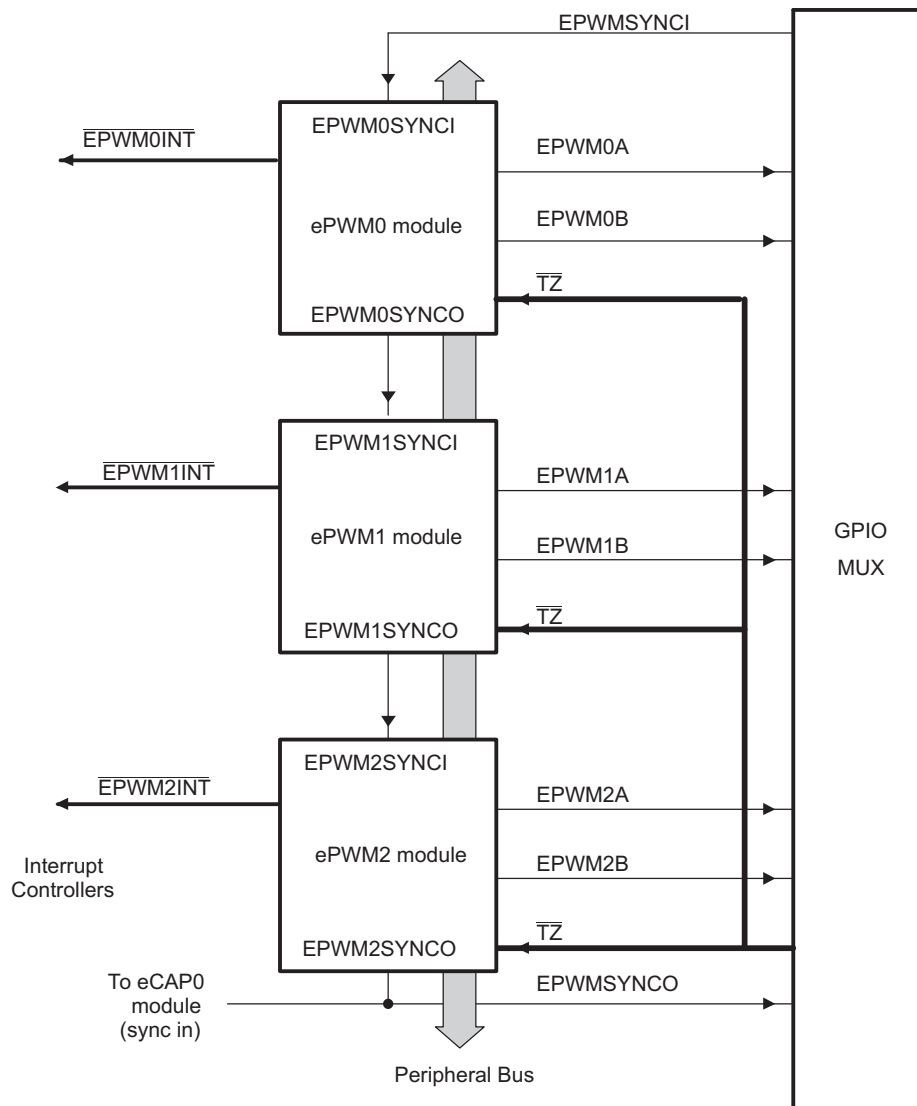 EPWMSYNCI
EPWM0SYNCI
EPWM0INT
EPWM0A
ePWM0 module
EPWM0B
TZ
EPWM0SYNCO
EPWM1SYNCI
EPWM1INT
EPWM1A
ePWM1 module
EPWM1B
GPIO
MUX
TZ
EPWM1SYNCO
EPWM2SYNCI
EPWM2INT
EPWM2A
ePWM2 module
EPWM2B
Interrupt
Controllers
TZ
EPWM2SYNCO
To eCAP0
module
(sync in)
EPWMSYNCO
Peripheral Bus